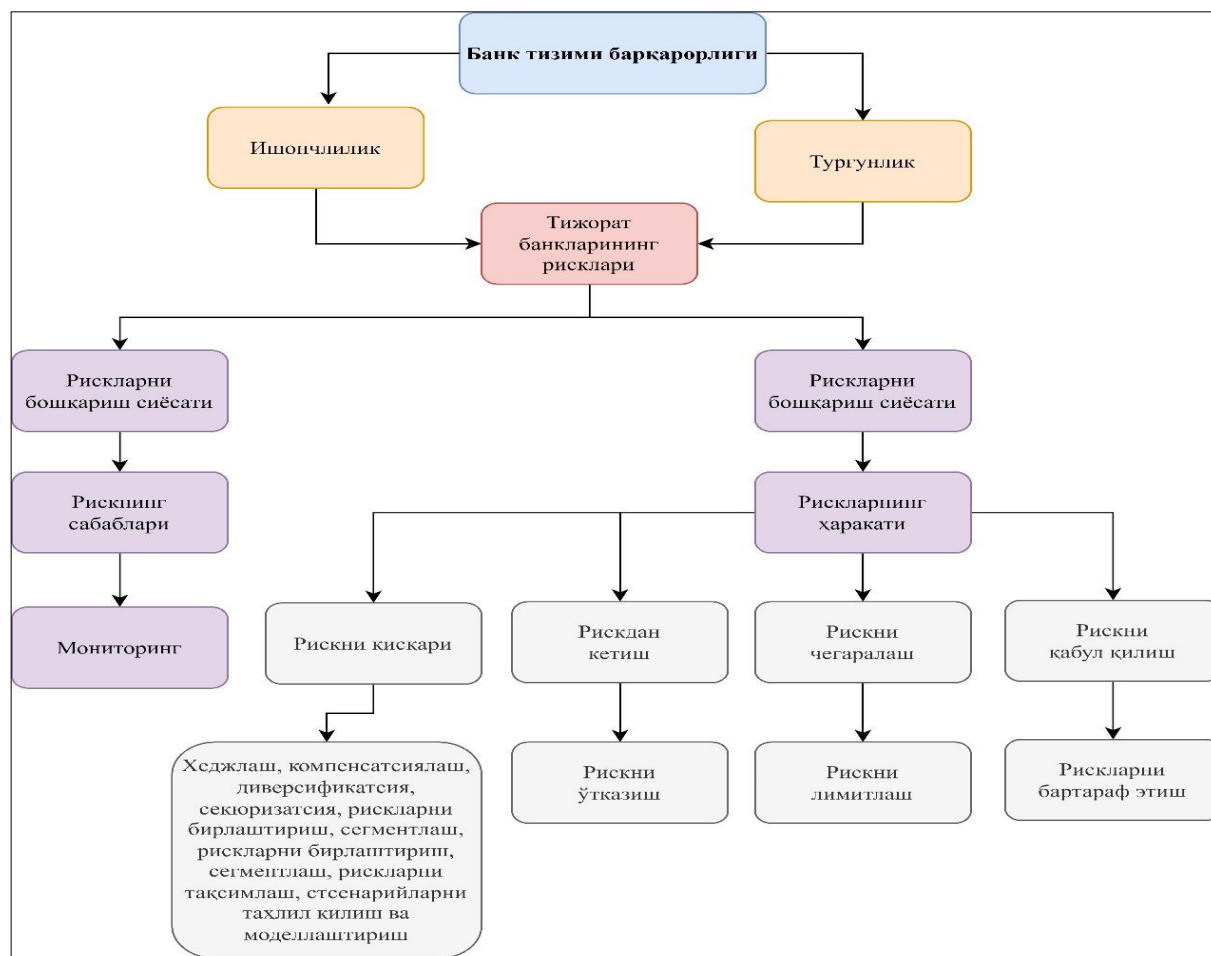 Банк тизими барқарорлиги
Ишончлилик
Турғунлик
Тижорат
банкларининг
рисклари
Рискларни
бошқариш сиёсати
Рискларни
бошқариш сиёсати
Рискнинг
сабаблари
Рискларнинг
ҳаракати
Мониторинг
Рискни қисқари
Рискдан
кетиш
Рискни
чегаралаш
Рискни
қабул қилиш
Хеджлаш, компенсатсиялаш,
диверсификатсия,
секюризатсия, рискларни
бирлаштириш, сегментлаш,
рискларни бирлаштириш,
сегментлаш, рискларни
тақсимлаш, стсенарийларни
таҳлил қилиш ва
моделлаштириш
Рискни
ўтказиш
Рискни
лимитлаш
Рискларни
бартараф этиш